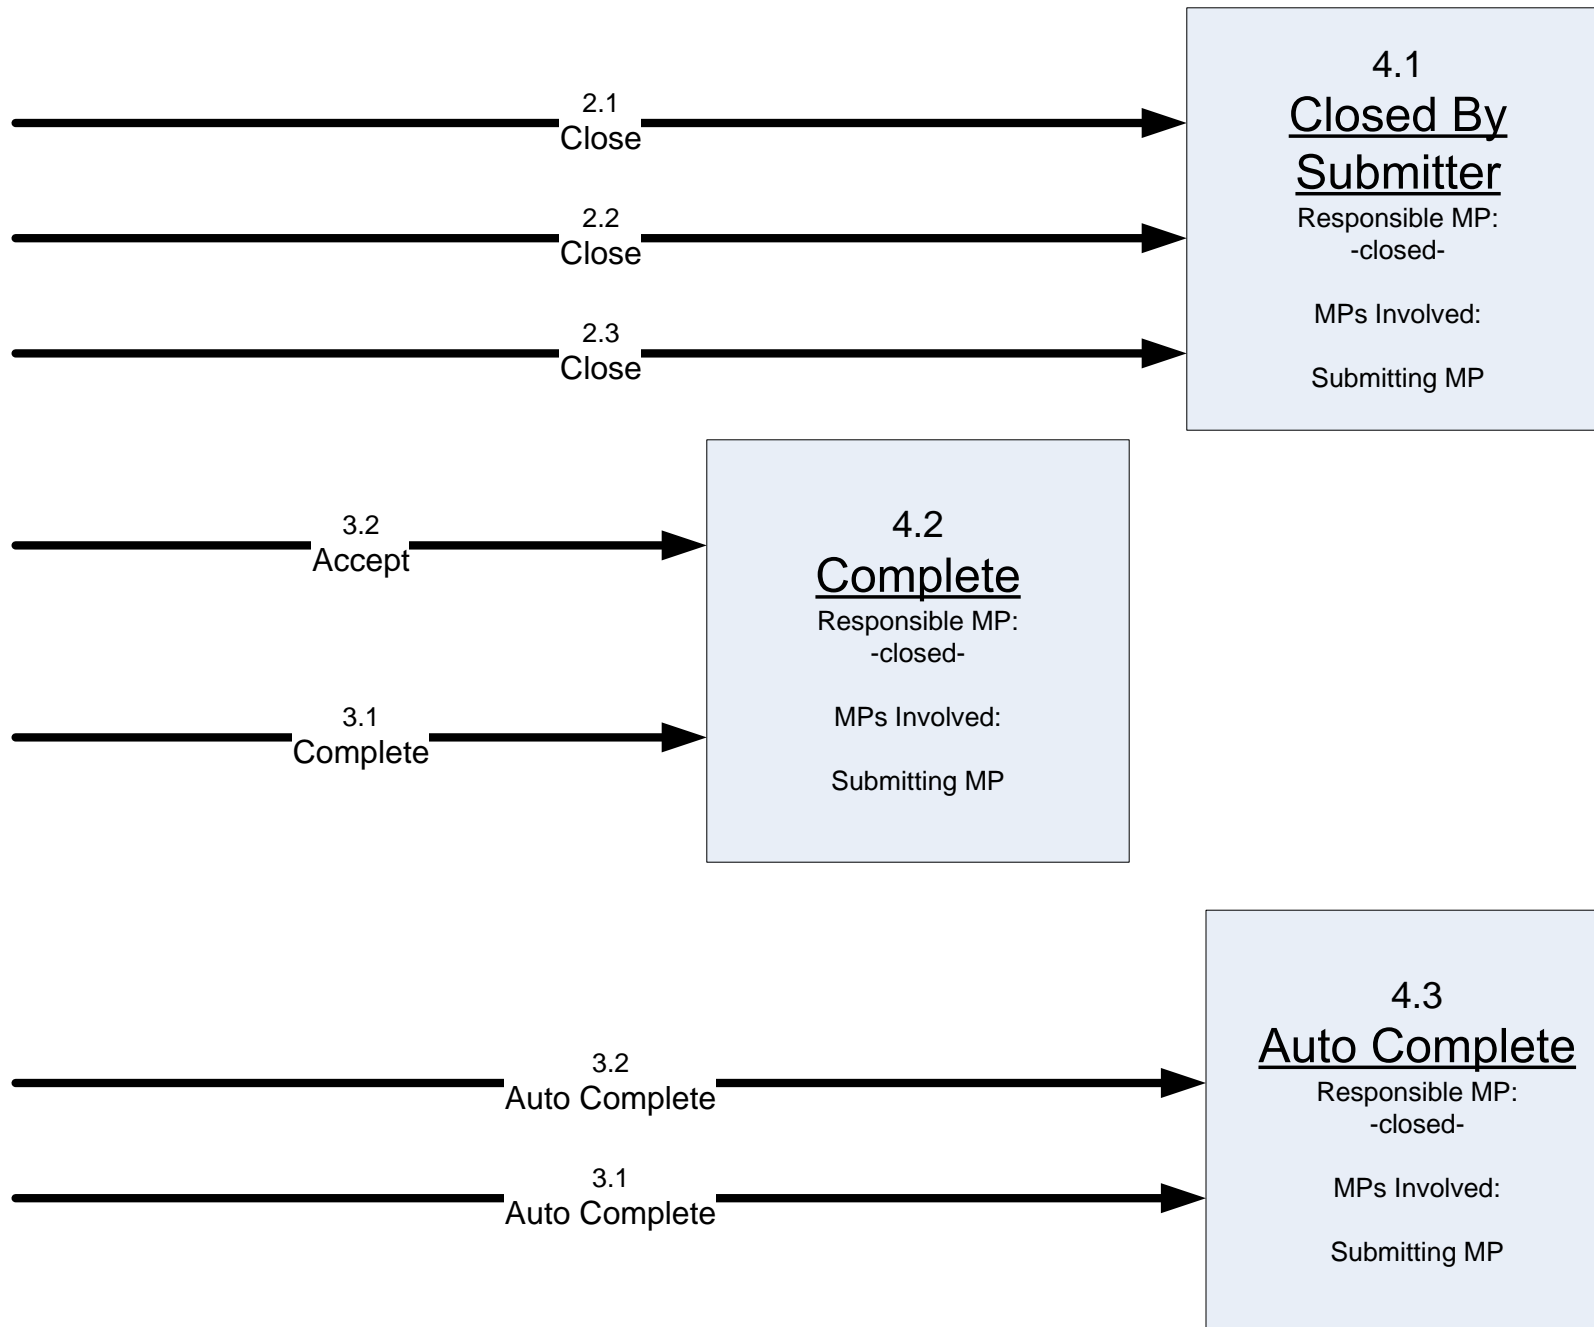 2.1
Close
2.2
Close
2.3
Close
4.1
Closed By
Submitter
Responsible MP:
-closed-
MPs Involved:
Submitting MP
3.2
Accept
3.1
Complete
4.2
Complete
Responsible MP:
-closed-
MPs Involved:
Submitting MP
3.2
Auto Complete
3.1
Auto Complete
4.3
Auto Complete
Responsible MP:
-closed-
MPs Involved:
Submitting MP